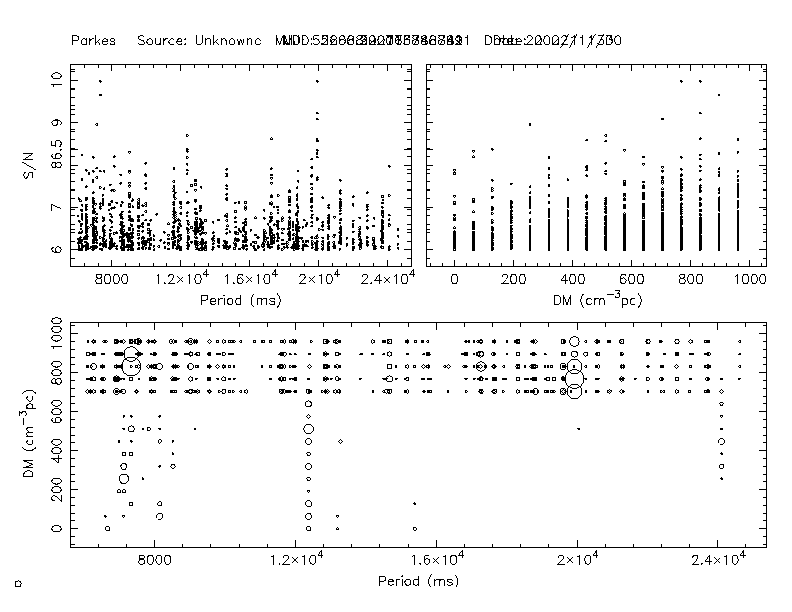 Parkes Source: Unknownc
10
9
8.5
8
7
6
S/N
8000 1.2×10⁴ 1.6×10⁴ 2×10⁴ 2.4×10⁴
Period (ms)
0 200 400 600 800 1000
DM (cm⁻³pc)
1000
800
600
400
200
0
DM (cm⁻³pc)
8000 1.2×10⁴ 1.6×10⁴ 2×10⁴ 2.4×10⁴
Period (ms)